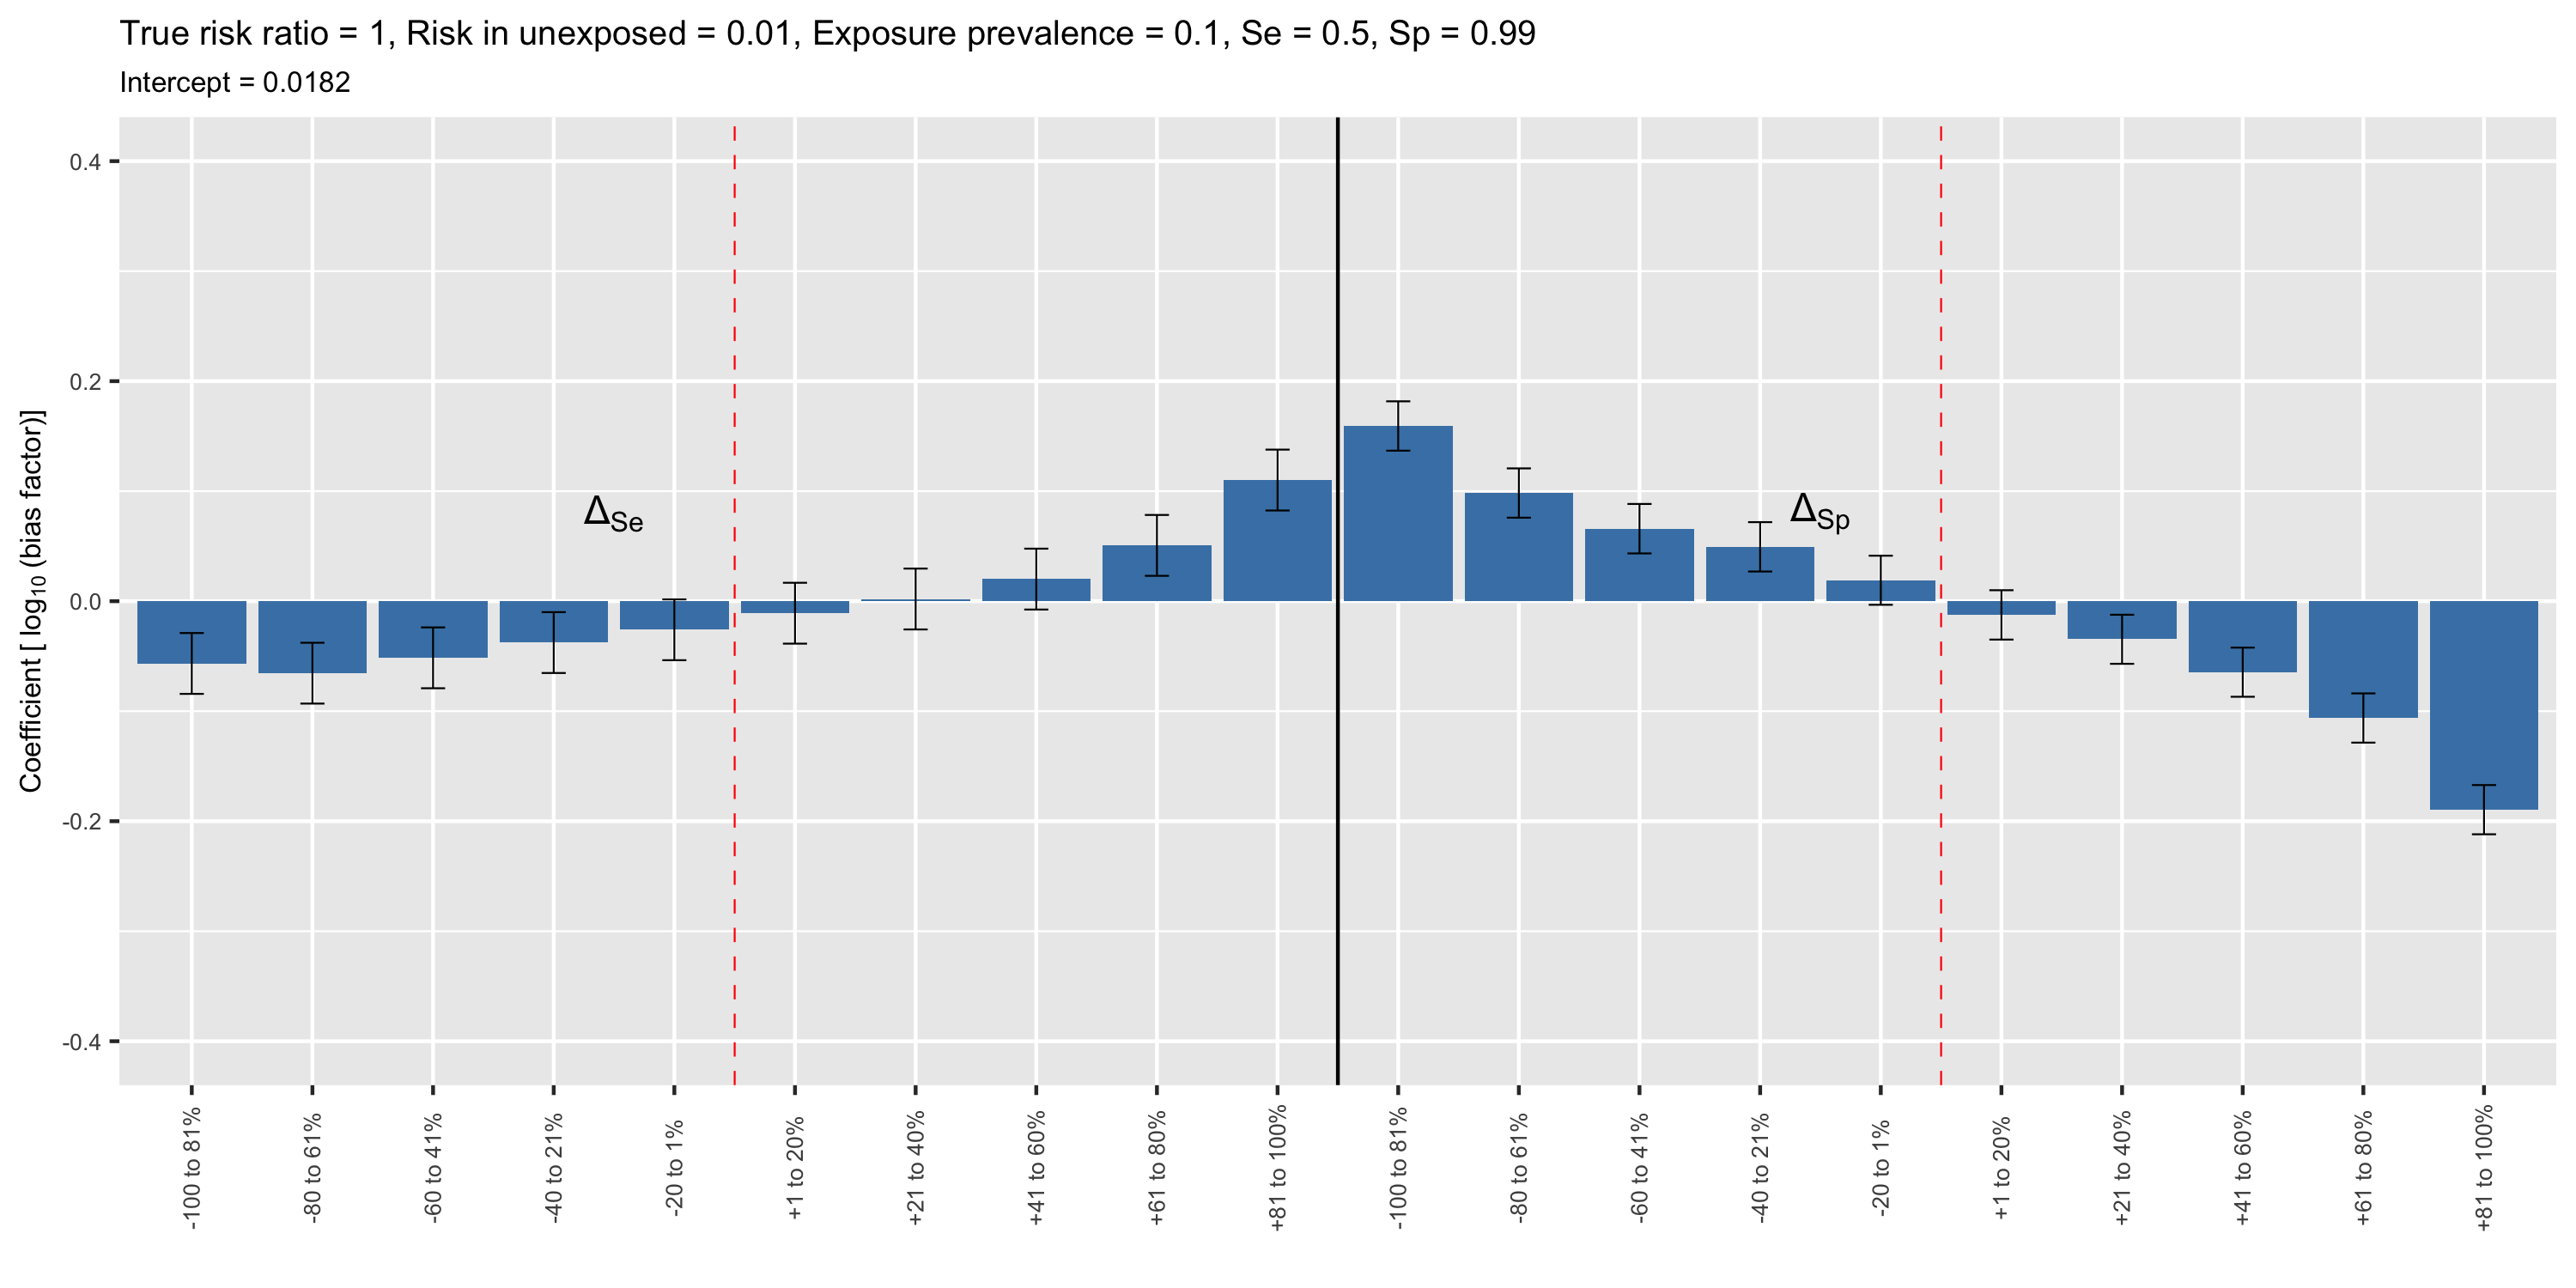 True risk ratio = 1, Risk in unexposed = 0.01, Exposure prevalence = 0.1, Se = 0.5, Sp = 0.99
Intercept = 0.0182
Coefficient [ log₁₀ (bias factor)]
0.4
0.2
0.0
-0.2
-0.4
ΔSe
ΔSp
-100 to 81%
-80 to 61%
-60 to 41%
-40 to 21%
-20 to 1%
+1 to 20%
+21 to 40%
+41 to 60%
+61 to 80%
+81 to 100%
-100 to 81%
-80 to 61%
-60 to 41%
-40 to 21%
-20 to 1%
+1 to 20%
+21 to 40%
+41 to 60%
+61 to 80%
+81 to 100%